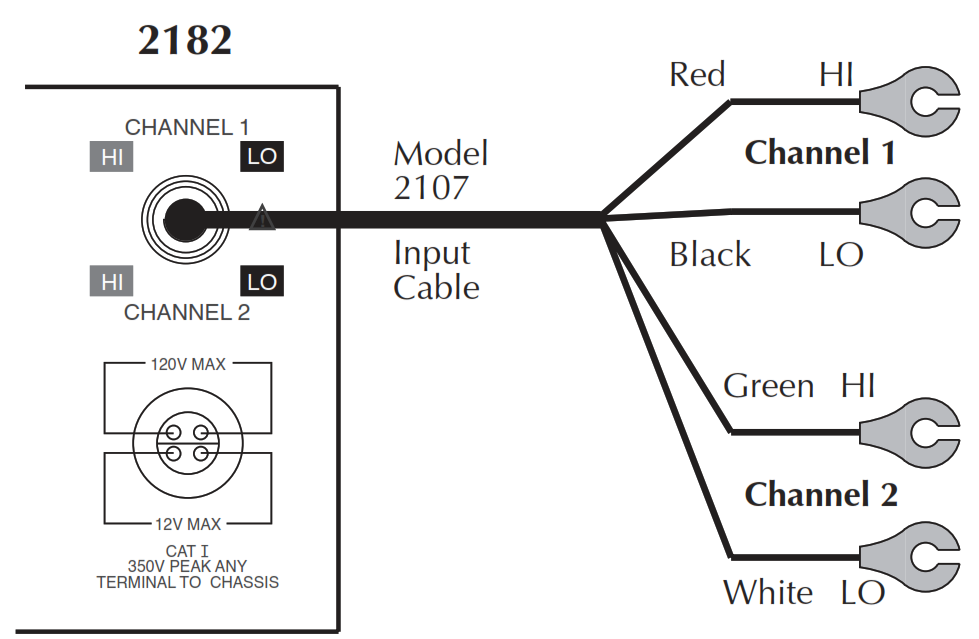 2182
CHANNEL 1
HI LO
HI LO
CHANNEL 2
120V MAX
12V MAX
CAT I
350V PEAK ANY
TERMINAL TO CHASSIS
Model
2107
Input
Cable
Red HI
Channel 1
Black LO
Green HI
Channel 2
White LO